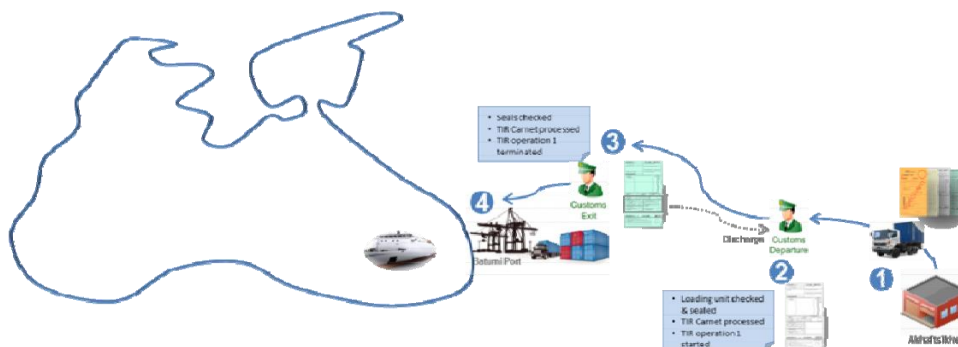 • Seals checked
• TIR Carnet processed
• TIR operation 1
terminated
3
4
Customs
Exit
Batumi Port
Discharge
Customs
Departure
2
1
• Loading unit checked
& sealed
• TIR Carnet processed
• TIR operation 1
started
Akhaltsikhe